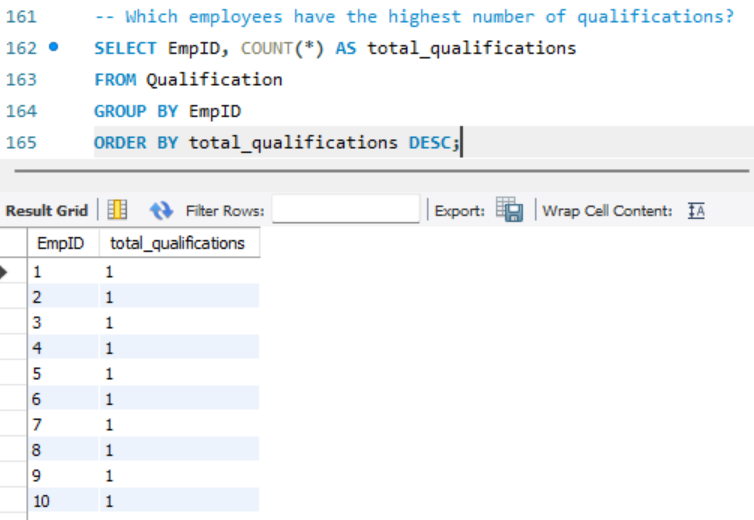 161 -- Which employees have the highest number of qualifications?
162 SELECT EmpID, COUNT(*) AS total_qualifications
163 FROM Qualification
164 GROUP BY EmpID
165 ORDER BY total_qualifications DESC;
Result Grid Filter Rows: Export: Wrap Cell Content: IA
EmpID total_qualifications
1 1
2 1
3 1
4 1
5 1
6 1
7 1
8 1
9 1
10 1